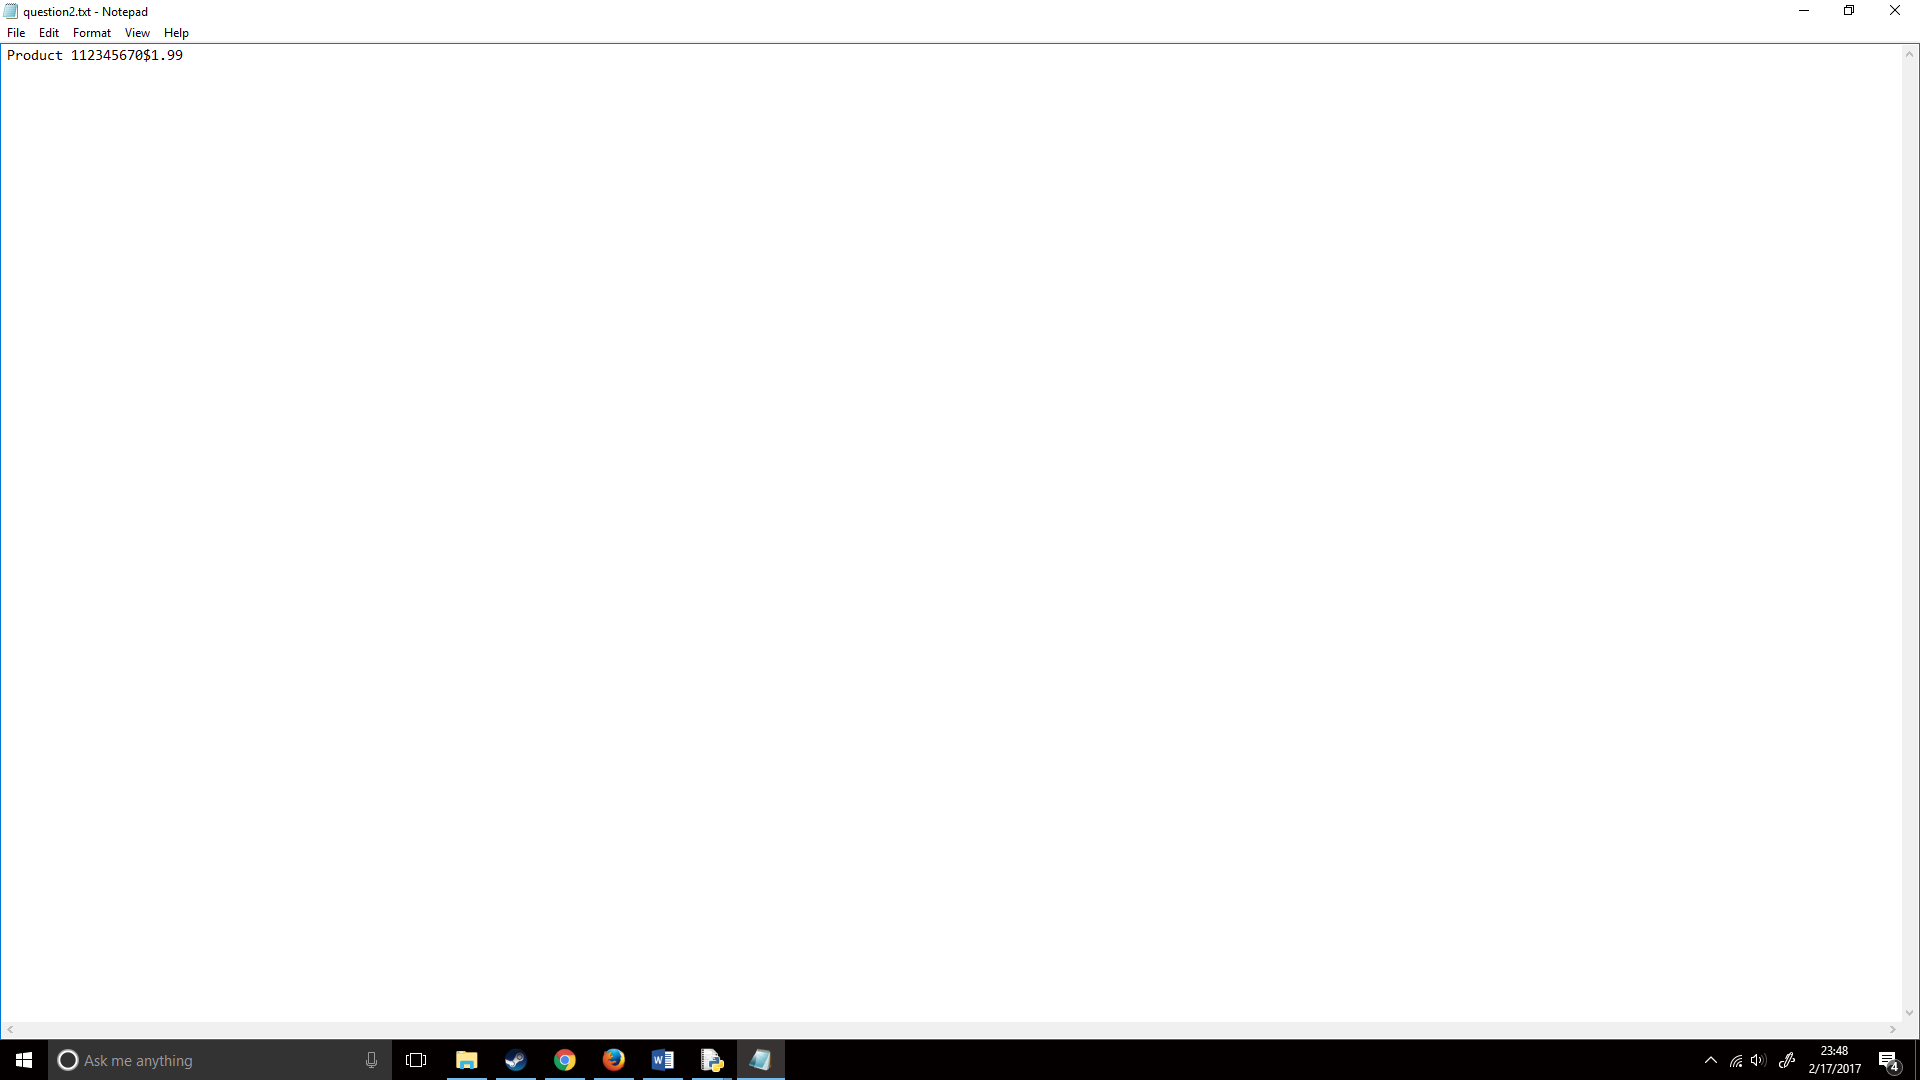 question2.txt - Notepad
File Edit Format View Help
Product 112345670$1.99
Ask me anything
23:48
2/17/2017
4